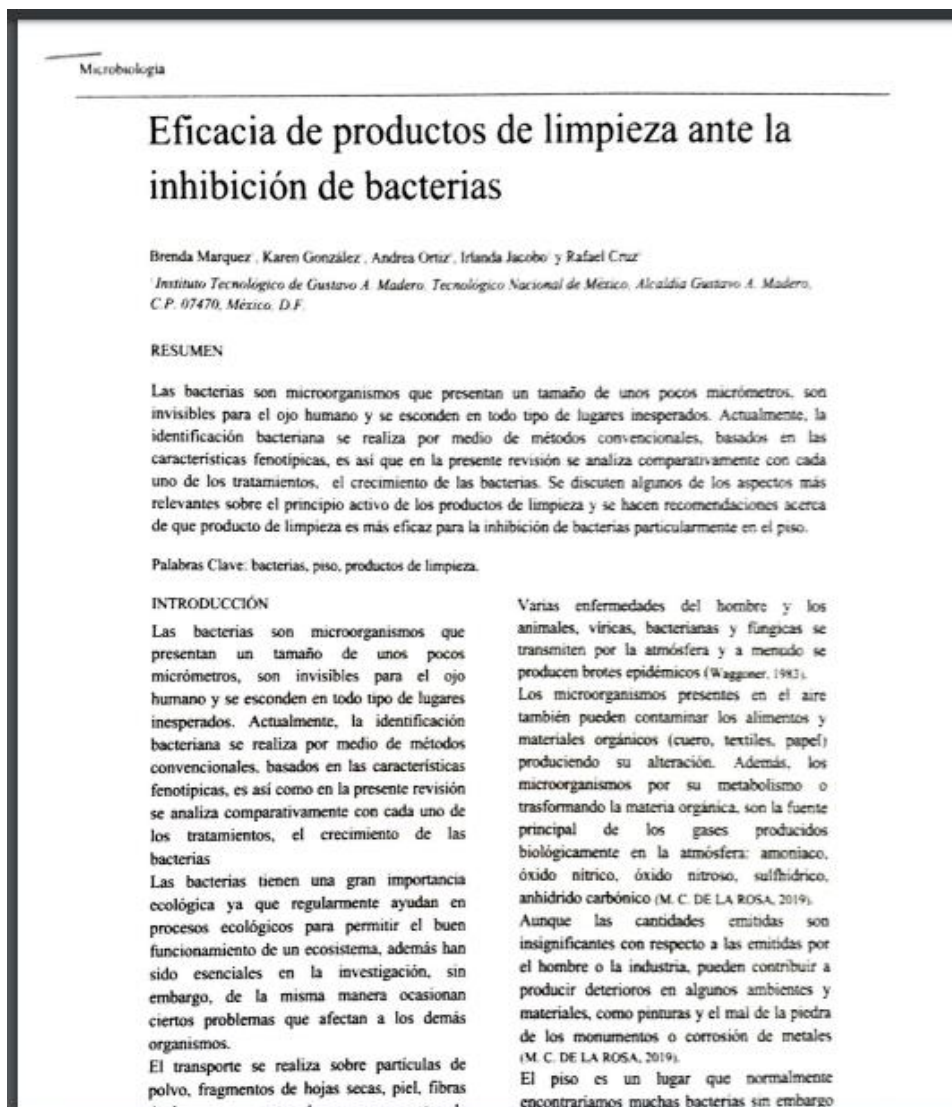 Microbiología
Eficacia de productos de limpieza ante la
inhibición de bacterias
Brenda Marquez, Karen González, Andrea Ortiz, Irlanda Jacobo y Rafael Cruz
Instituto Tecnológico de Gustavo A. Madero, Tecnológico Nacional de México, Alcaldía Gustavo A. Madero,
C.P. 07470, México, D.F.
RESUMEN
Las bacterias son microorganismos que presentan un tamaño de unos pocos micrómetros, son
invisibles para el ojo humano y se esconden en todo tipo de lugares inesperados. Actualmente, la
identificación bacteriana se realiza por medio de métodos convencionales, basados en las
características fenotípicas, es así que en la presente revisión se analiza comparativamente con cada
uno de los tratamientos, el crecimiento de las bacterias. Se discuten algunos de los aspectos más
relevantes sobre el principio activo de los productos de limpieza y se hacen recomendaciones acerca
de que producto de limpieza es más eficaz para la inhibición de bacterias particularmente en el piso.
Palabras Clave: bacterias, piso, productos de limpieza.
INTRODUCCIÓN
Las bacterias son microorganismos que
presentan un tamaño de unos pocos
micrómetros, son invisibles para el ojo
humano y se esconden en todo tipo de lugares
inesperados. Actualmente, la identificación
bacteriana se realiza por medio de métodos
convencionales, basados en las características
fenotípicas, es así como en la presente revisión
se analiza comparativamente con cada uno de
los tratamientos, el crecimiento de las
bacterias
Las bacterias tienen una gran importancia
ecológica ya que regularmente ayudan en
procesos ecológicos para permitir el buen
funcionamiento de un ecosistema, además han
sido esenciales en la investigación, sin
embargo, de la misma manera ocasionan
ciertos problemas que afectan a los demás
organismos.
El transporte se realiza sobre partículas de
polvo, fragmentos de hojas secas, piel, fibras
Varias enfermedades del hombre y los
animales, víricas, bacterianas y fúngicas se
transmiten por la atmósfera y a menudo se
producen brotes epidémicos (Waggoner, 1983).
Los microorganismos presentes en el aire
también pueden contaminar los alimentos y
materiales orgánicos (cuero, textiles, papel)
produciendo su alteración. Además, los
microorganismos por su metabolismo o
trasformando la materia orgánica, son la fuente
principal de los gases producidos
biológicamente en la atmósfera: amoniaco,
óxido nítrico, óxido nitroso, sulfhídrico,
anhídrido carbónico (M. C. DE LA ROSA, 2019).
Aunque las cantidades emitidas son
insignificantes con respecto a las emitidas por
el hombre o la industria, pueden contribuir a
producir deterioros en algunos ambientes y
materiales, como pinturas y el mal de la piedra
de los monumentos o corrosión de metales
(M. C. DE LA ROSA, 2019).
El piso es un lugar que normalmente
encontraríamos muchas bacterias sin embargo